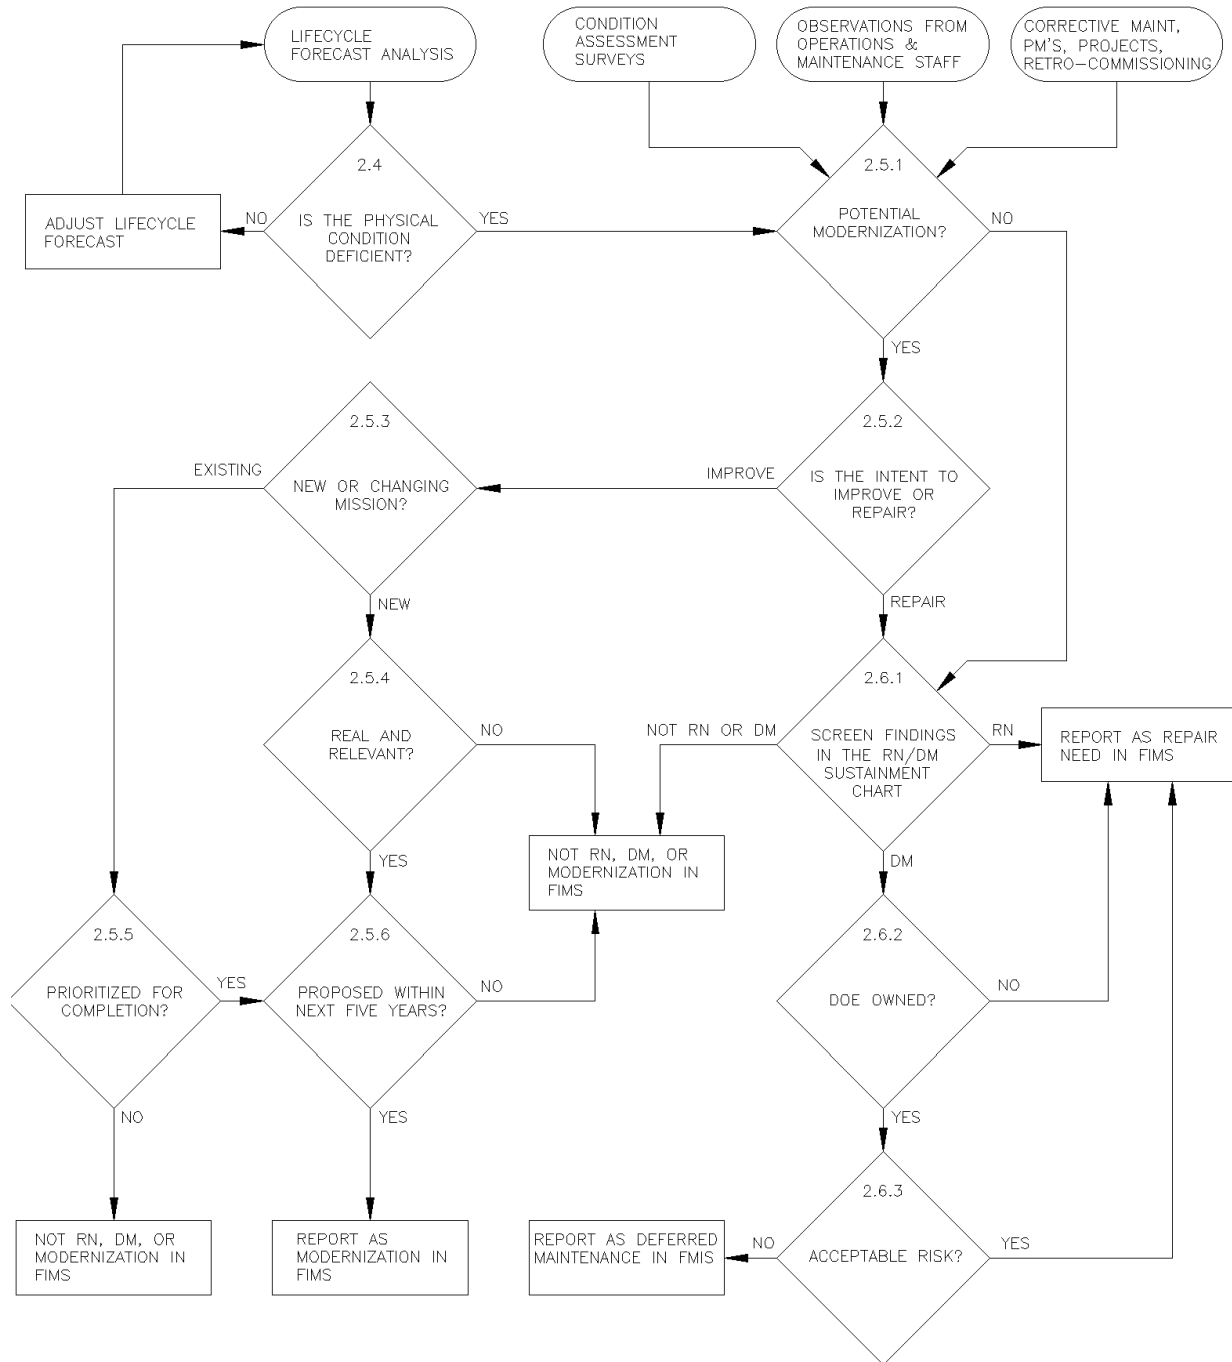 LIFECYCLE
FORECAST ANALYSIS
CONDITION
ASSESSMENT
SURVEYS
OBSERVATIONS FROM
OPERATIONS &
MAINTENANCE STAFF
CORRECTIVE MAINT,
PM'S, PROJECTS,
RETRO-COMMISSIONING
2.4
IS THE PHYSICAL
CONDITION
DEFICIENT?
NO
YES
ADJUST LIFECYCLE
FORECAST
2.5.1
POTENTIAL
MODERNIZATION?
NO
YES
2.5.2
IS THE INTENT TO
IMPROVE OR
REPAIR?
IMPROVE
REPAIR
2.5.3
NEW OR CHANGING
MISSION?
EXISTING
NEW
2.5.4
REAL AND
RELEVANT?
NO
YES
2.6.1
SCREEN FINDINGS
IN THE RN/DM
SUSTAINMENT
CHART
NOT RN OR DM
RN
DM
REPORT AS REPAIR
NEED IN FIMS
NOT RN, DM, OR
MODERNIZATION IN
FIMS
2.5.5
PRIORITIZED FOR
COMPLETION?
YES
NO
2.5.6
PROPOSED WITHIN
NEXT FIVE YEARS?
NO
YES
2.6.2
DOE OWNED?
NO
YES
2.6.3
ACCEPTABLE RISK?
NO
YES
NOT RN, DM, OR
MODERNIZATION IN
FIMS
REPORT AS
MODERNIZATION IN
FIMS
REPORT AS DEFERRED
MAINTENANCE IN FMIS